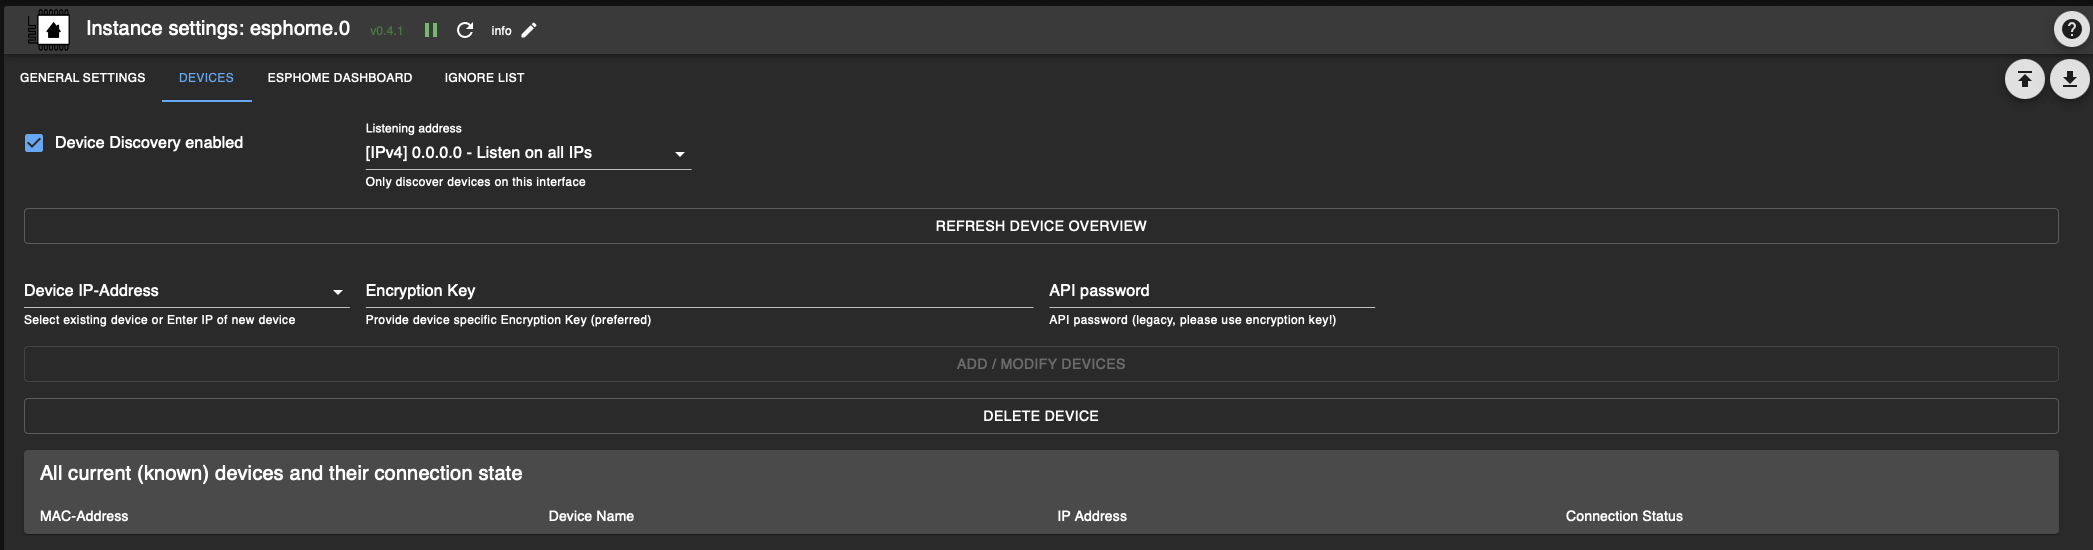 Instance settings: esphome.0 v0.4.1 info
GENERAL SETTINGS DEVICES ESPHOME DASHBOARD IGNORE LIST
Device Discovery enabled
Listening address
[IPv4] 0.0.0.0 - Listen on all IPs
Only discover devices on this interface
REFRESH DEVICE OVERVIEW
Device IP-Address Encryption Key API password
Select existing device or Enter IP of new device Provide device specific Encryption Key (preferred) API password (legacy, please use encryption key!)
ADD / MODIFY DEVICES
DELETE DEVICE
All current (known) devices and their connection state
MAC-Address Device Name IP Address Connection Status